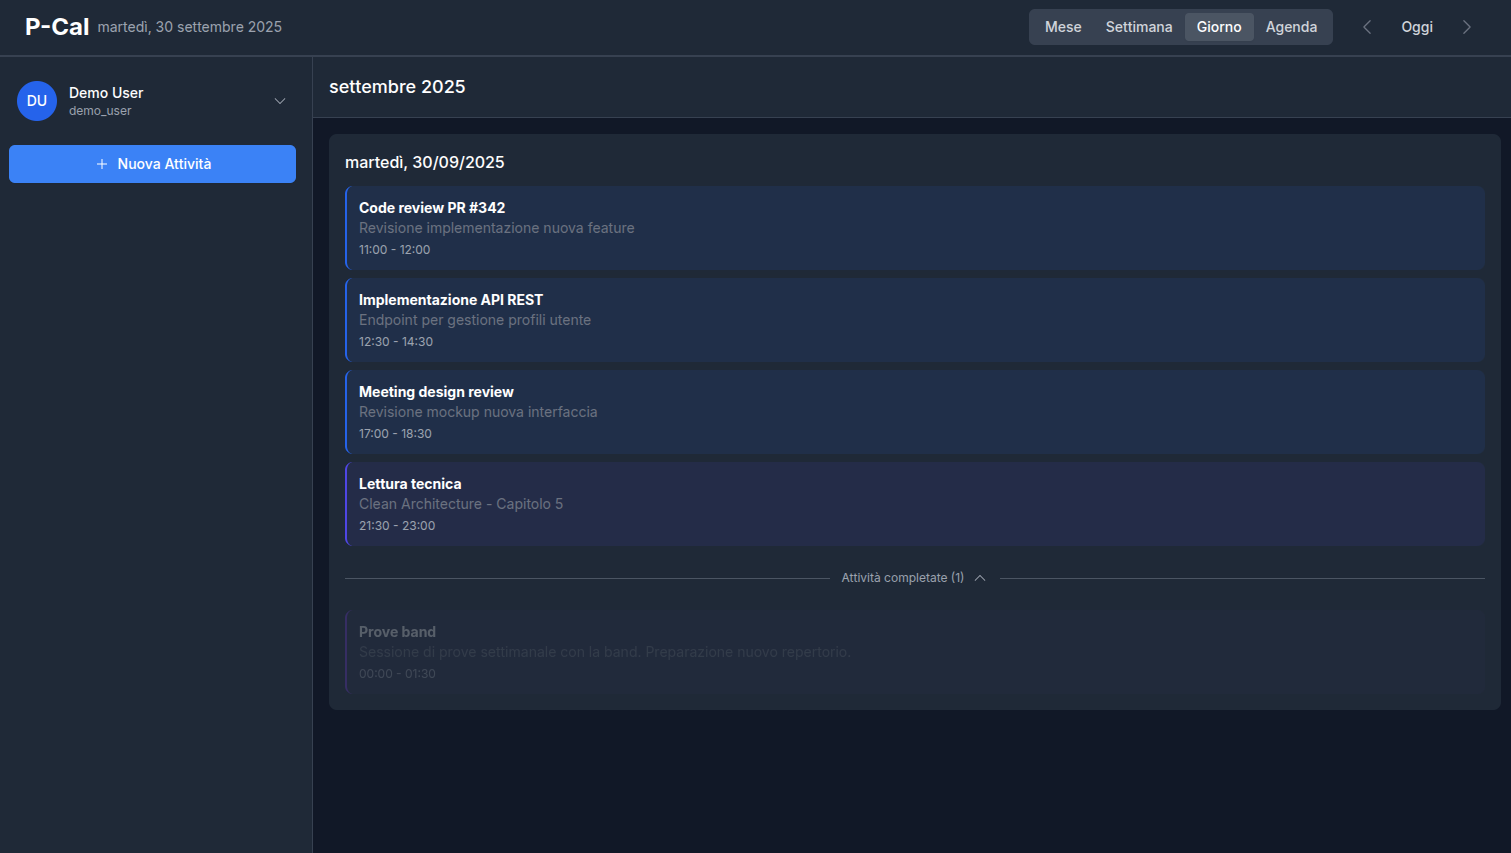 P-Cal martedì, 30 settembre 2025
Mese Settimana Giorno Agenda Oggi
DU
Demo User
demo_user
Nuova Attività
settembre 2025
martedì, 30/09/2025
Code review PR #342
Revisione implementazione nuova feature
11:00 - 12:00
Implementazione API REST
Endpoint per gestione profili utente
12:30 - 14:30
Meeting design review
Revisione mockup nuova interfaccia
17:00 - 18:30
Lettura tecnica
Clean Architecture - Capitolo 5
21:30 - 23:00
Attività completate (1)
Prove band
Sessione di prove settimanale con la band. Preparazione nuovo repertorio.
00:00 - 01:30